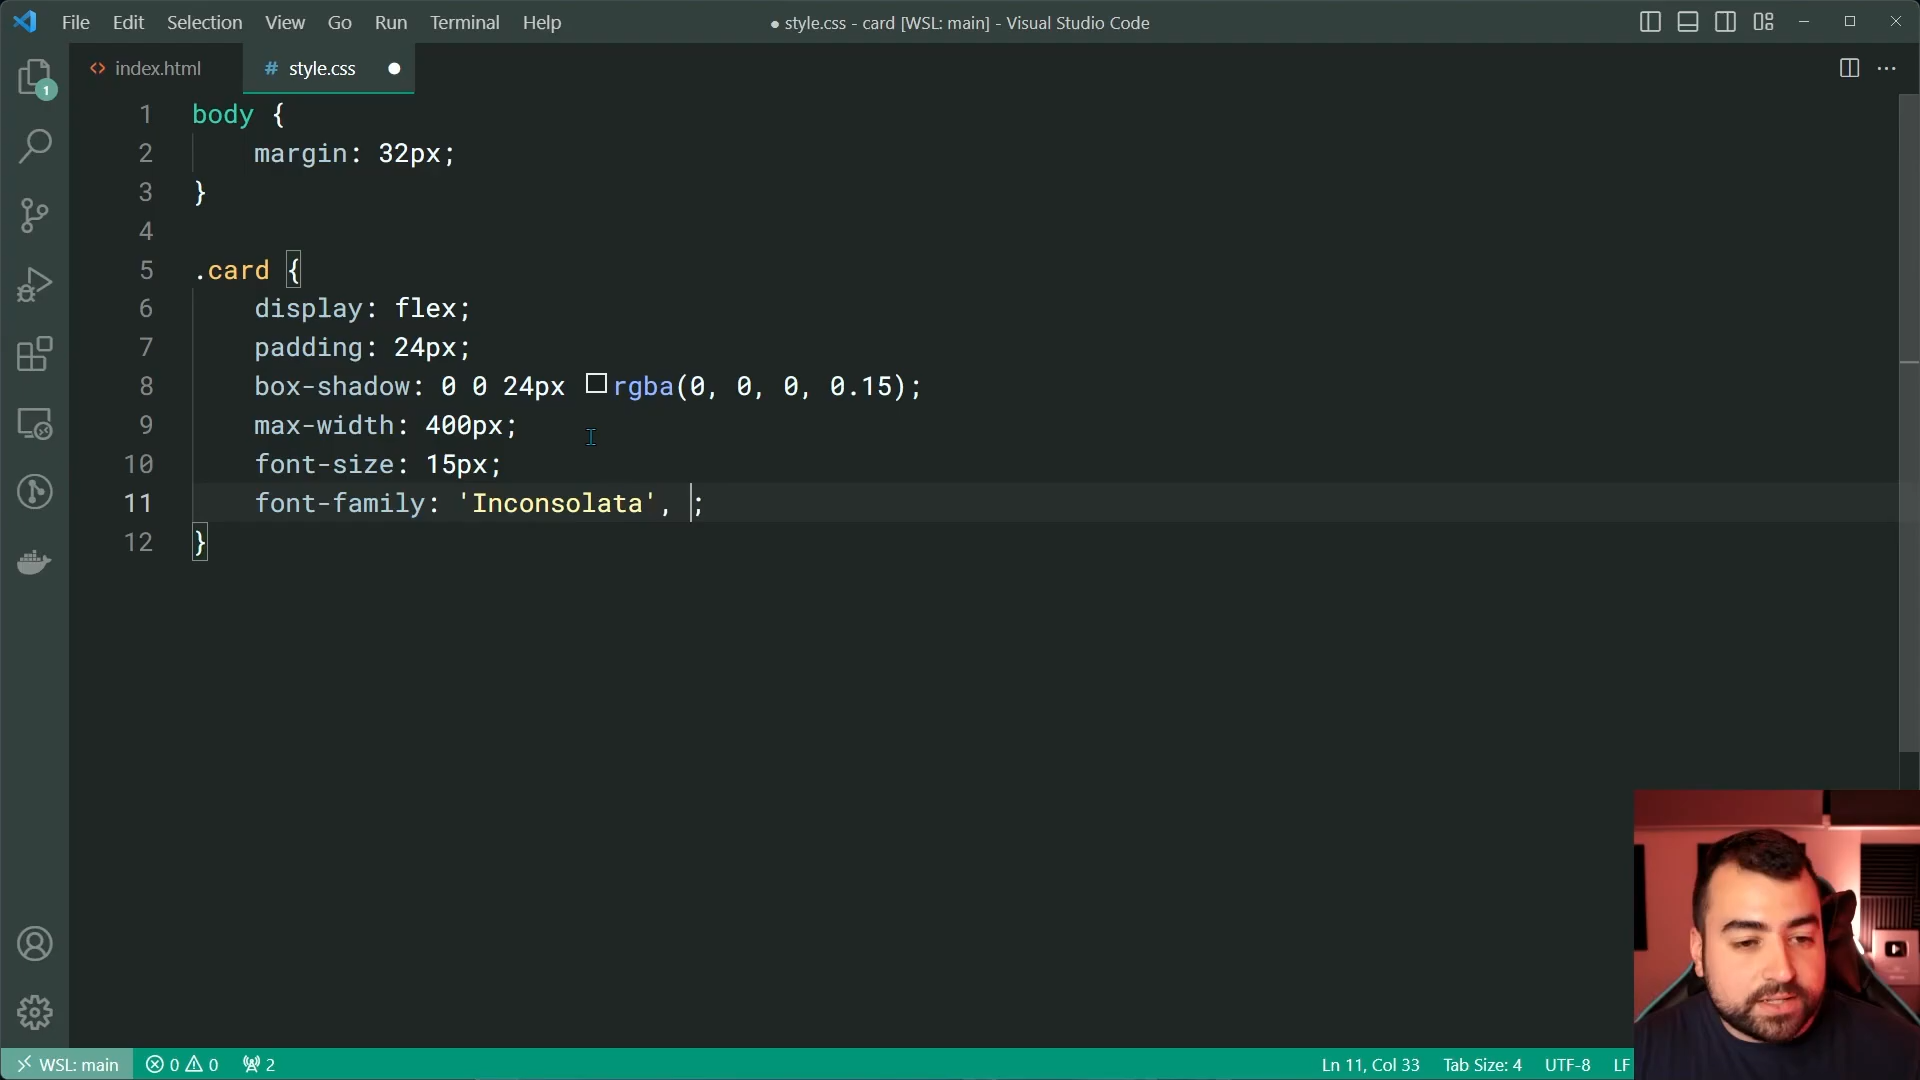 File Edit Selection View Go Run Terminal Help
● style.css - card [WSL: main] - Visual Studio Code
<> index.html
# style.css ●
1
1 body {
2 margin: 32px;
3 }
4
5 .card {
6 display: flex;
7 padding: 24px;
8 box-shadow: 0 0 24px rgba(0, 0, 0, 0.15);
9 max-width: 400px;
10 font-size: 15px;
11 font-family: 'Inconsolata', ;
12 }
WSL: main 0 0 2 Ln 11, Col 33 Tab Size: 4 UTF-8 LF